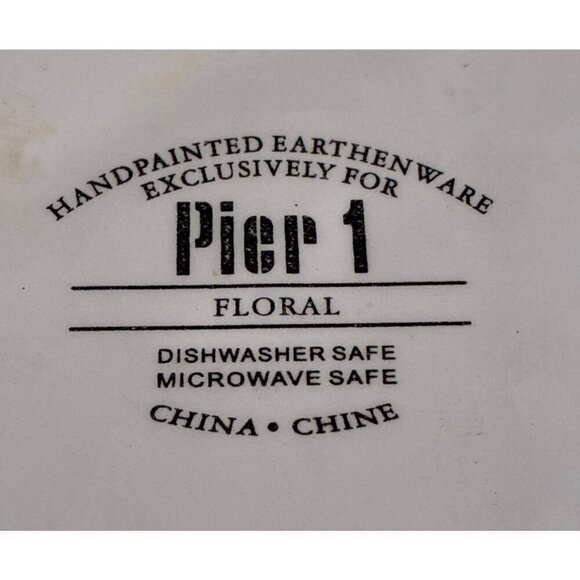 HANDPAINTED EARTHENWARE
EXCLUSIVELY FOR
Pier 1
FLORAL
DISHWASHER SAFE
MICROWAVE SAFE
CHINA • CHINE